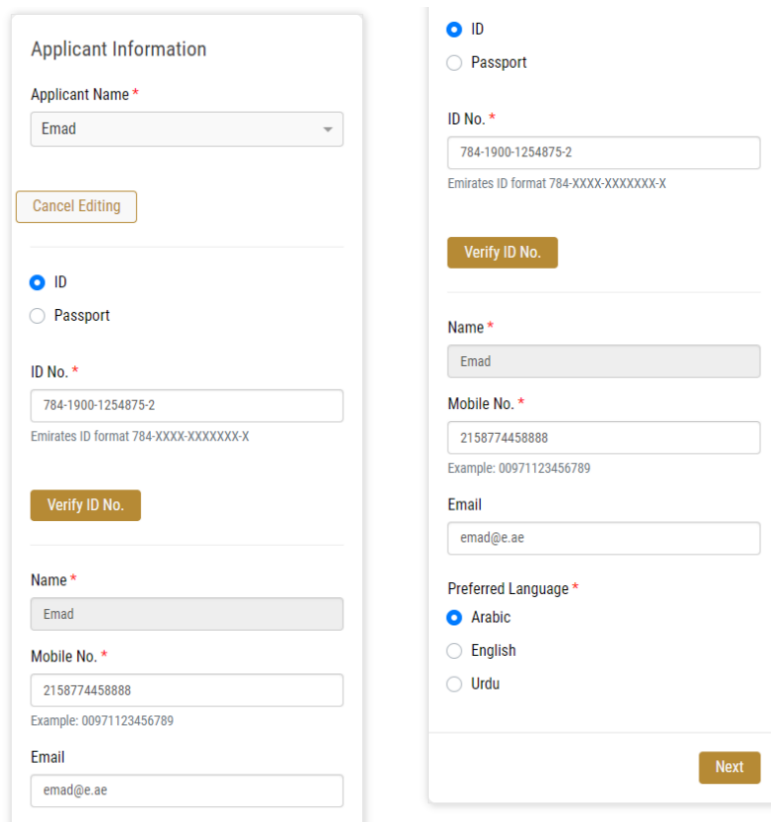 Applicant Information
Applicant Name *
Emad
Cancel Editing
ID
Passport
ID No. *
784-1900-1254875-2
Emirates ID format 784-XXXX-XXXXXXX-X
Verify ID No.
Name *
Emad
Mobile No. *
2158774458888
Example: 00971123456789
Email
emad@e.ae
ID
Passport
ID No. *
784-1900-1254875-2
Emirates ID format 784-XXXX-XXXXXXX-X
Verify ID No.
Name *
Emad
Mobile No. *
2158774458888
Example: 00971123456789
Email
emad@e.ae
Preferred Language *
Arabic
English
Urdu
Next